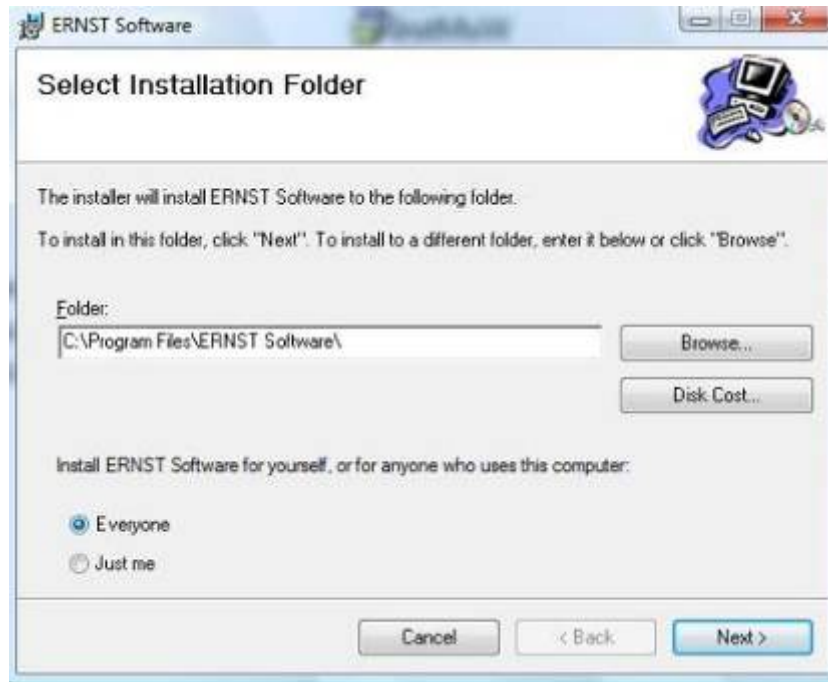 ERNST Software
Select Installation Folder
The installer will install ERNST Software to the following folder.
To install in this folder, click "Next". To install to a different folder, enter it below or click "Browse".
Folder:
C:\Program Files\ERNST Software\
Browse...
Disk Cost...
Install ERNST Software for yourself, or for anyone who uses this computer:
Everyone
Just me
Cancel
< Back
Next >